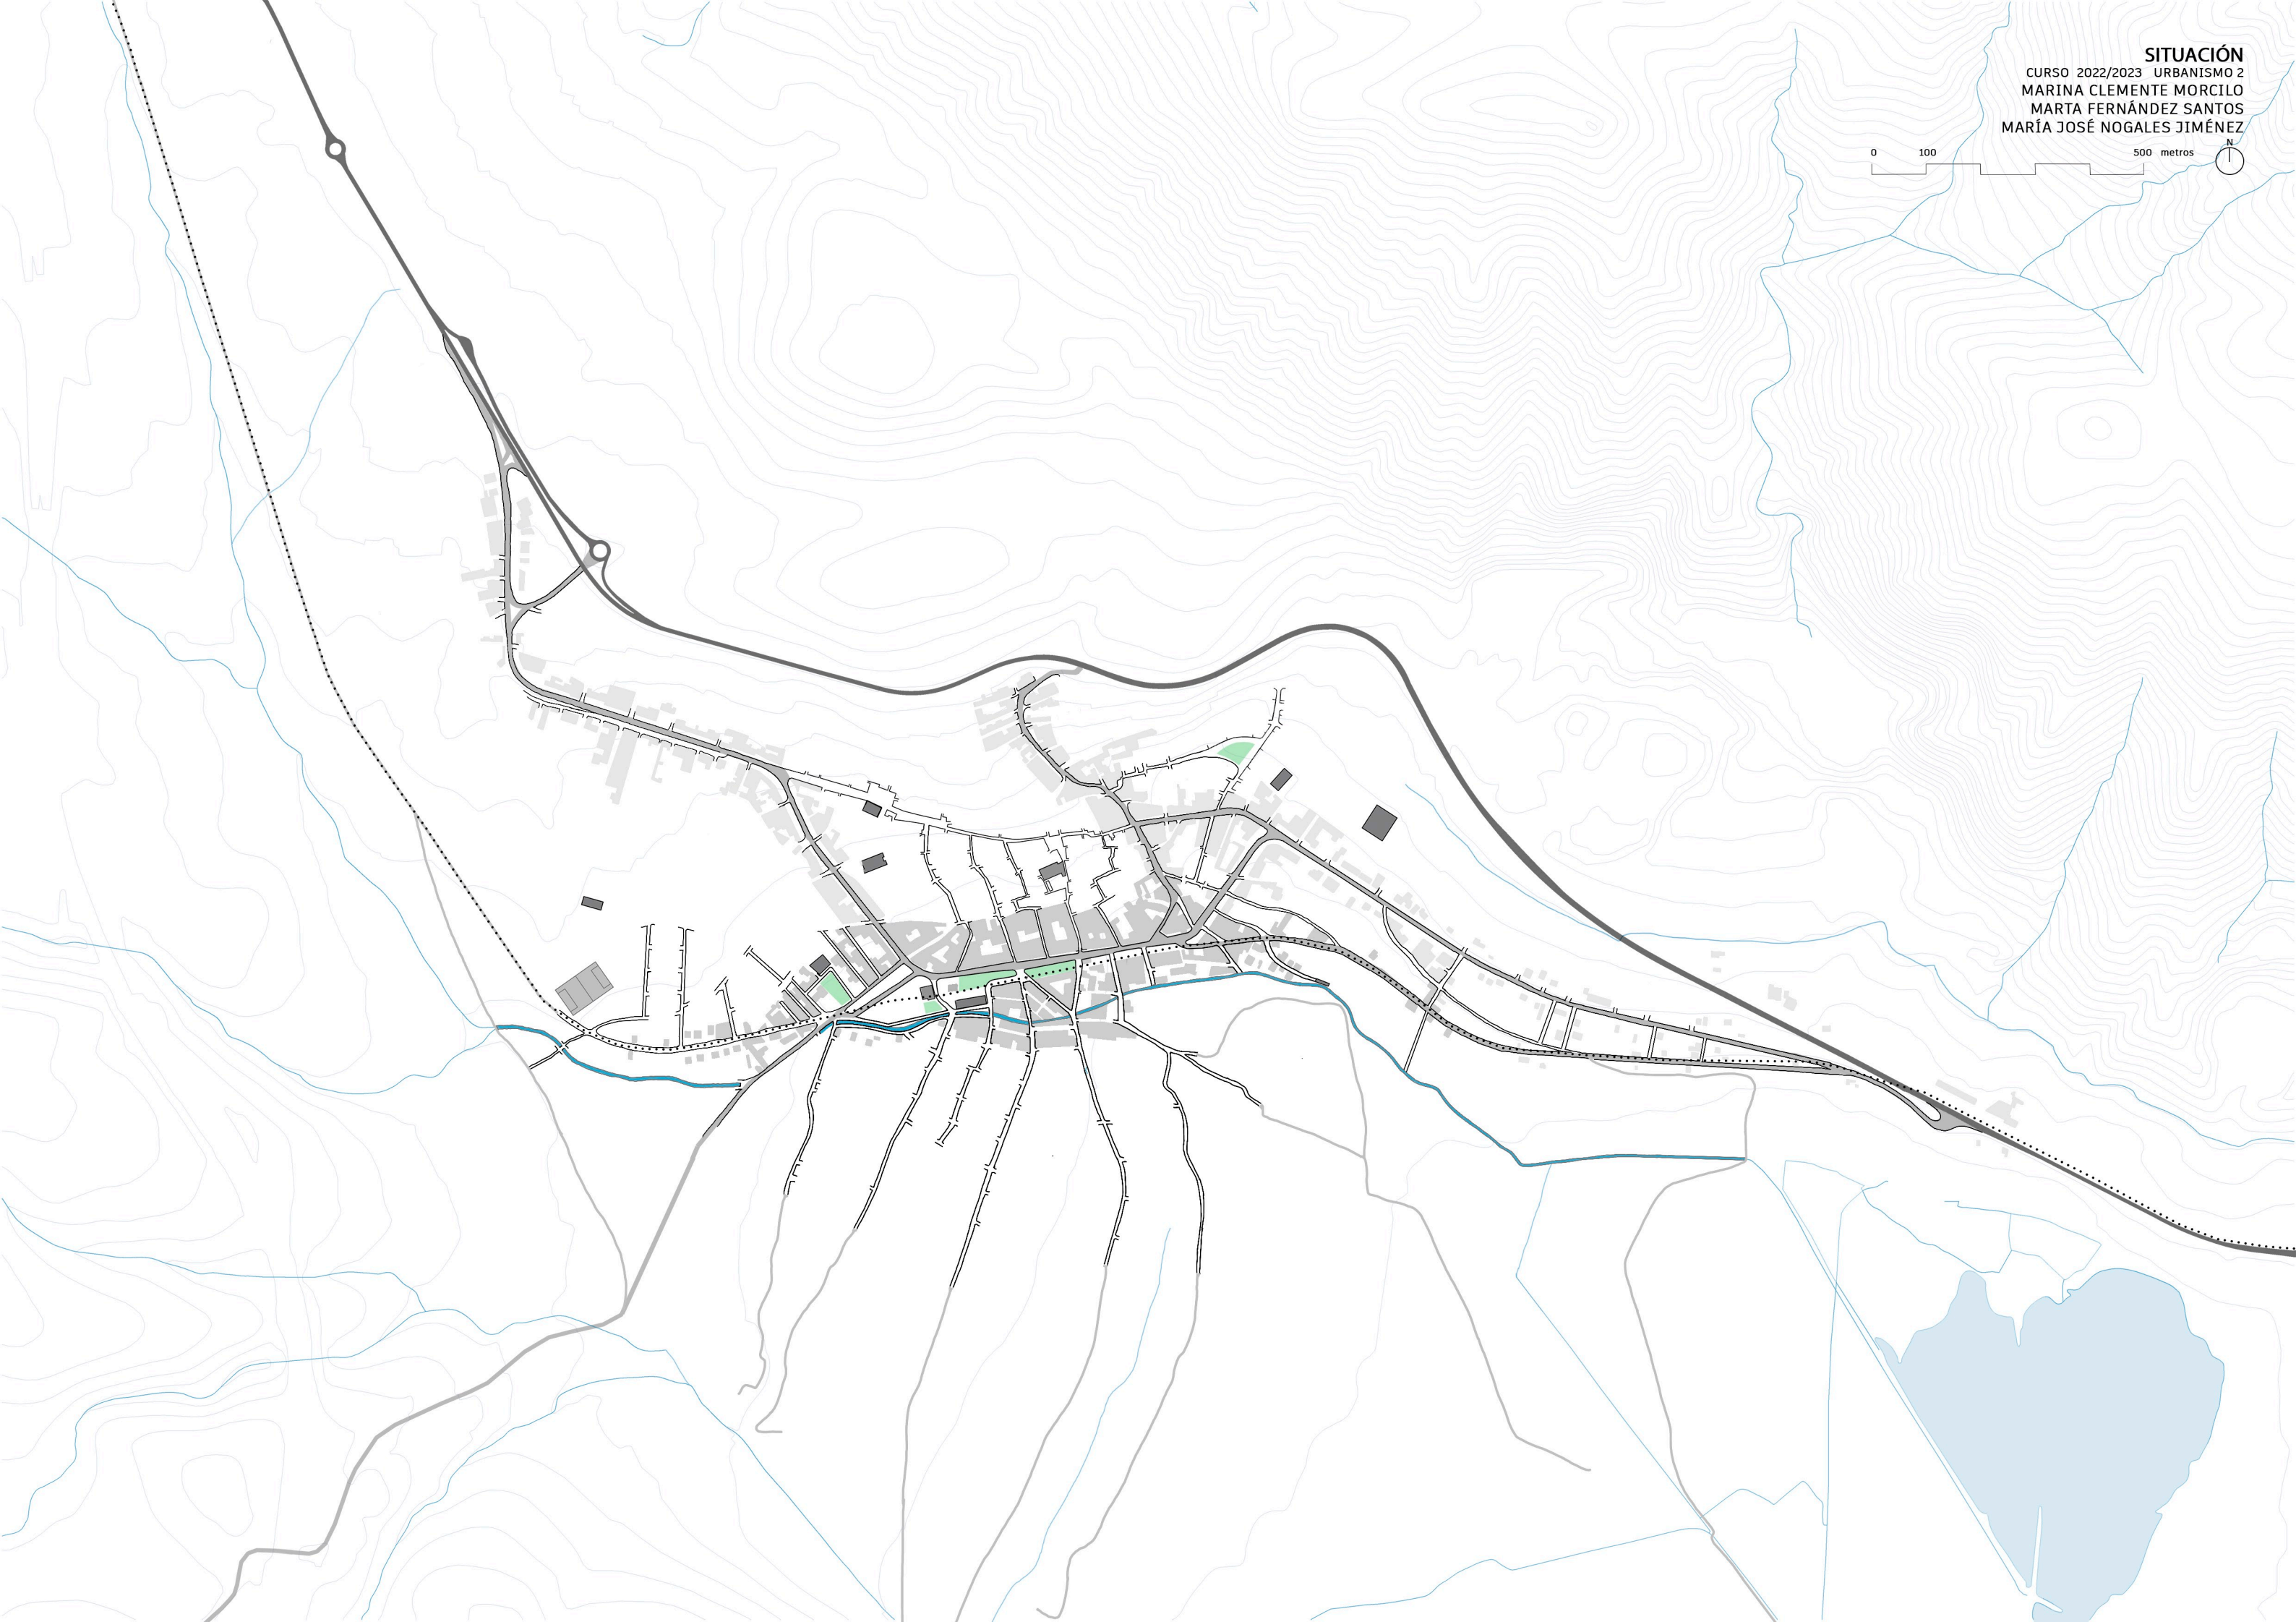 SITUACIÓN
CURSO 2022/2023 URBANISMO 2
MARINA CLEMENTE MORCILO
MARTA FERNÁNDEZ SANTOS
MARÍA JOSÉ NOGALES JIMÉNEZ
N
0 100 500 metros